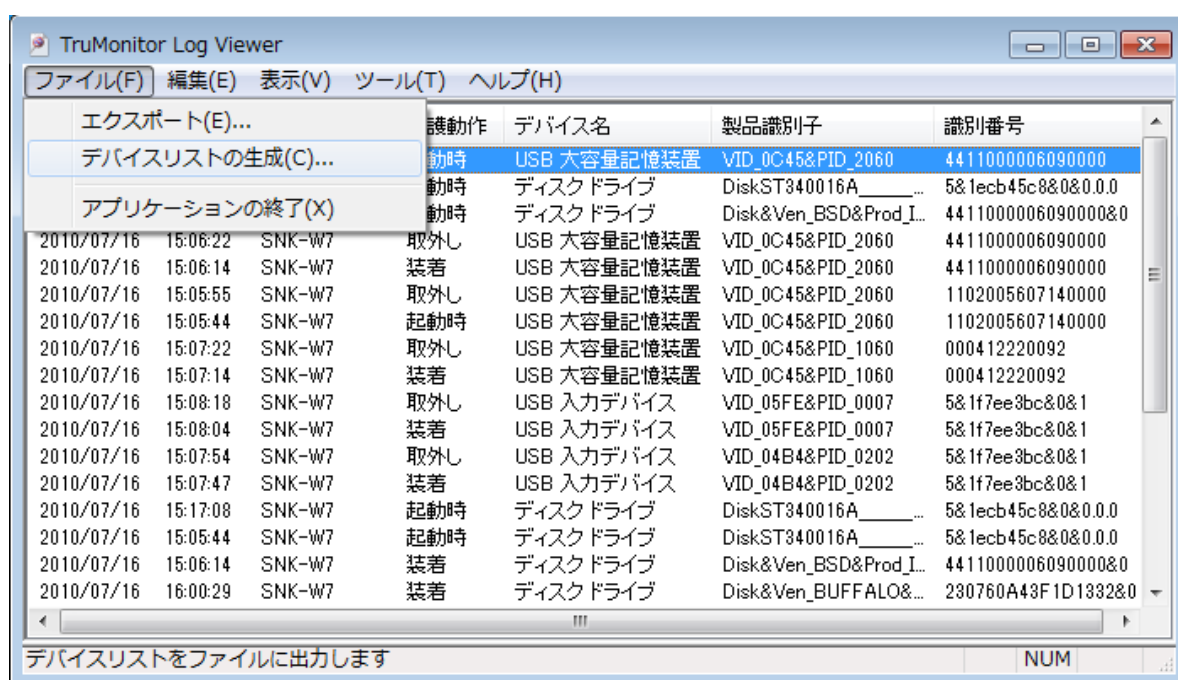 TruMonitor Log Viewer
ファイル(F) 編集(E) 表示(V) ツール(T) ヘルプ(H)
エクスポート(E)...
デバイスリストの生成(C)...
アプリケーションの終了(X)
護動作 デバイス名 製品識別子 識別番号
動時 USB 大容量記憶装置 VID_0C45&PID_2060 4411000006090000
動時 ディスク ドライブ DiskST340016A______... 5&1ecb45c8&0&0.0.0
動時 ディスク ドライブ Disk&Ven_BSD&Prod_I... 4411000006090000&0
2010/07/16 15:06:22 SNK-W7 取外し USB 大容量記憶装置 VID_0C45&PID_2060 4411000006090000
2010/07/16 15:06:14 SNK-W7 装着 USB 大容量記憶装置 VID_0C45&PID_2060 4411000006090000
2010/07/16 15:05:55 SNK-W7 取外し USB 大容量記憶装置 VID_0C45&PID_2060 1102005607140000
2010/07/16 15:05:44 SNK-W7 起動時 USB 大容量記憶装置 VID_0C45&PID_2060 1102005607140000
2010/07/16 15:07:22 SNK-W7 取外し USB 大容量記憶装置 VID_0C45&PID_1060 000412220092
2010/07/16 15:07:14 SNK-W7 装着 USB 大容量記憶装置 VID_0C45&PID_1060 000412220092
2010/07/16 15:08:18 SNK-W7 取外し USB 入力デバイス VID_05FE&PID_0007 5&1f7ee3bc&0&1
2010/07/16 15:08:04 SNK-W7 装着 USB 入力デバイス VID_05FE&PID_0007 5&1f7ee3bc&0&1
2010/07/16 15:07:54 SNK-W7 取外し USB 入力デバイス VID_04B4&PID_0202 5&1f7ee3bc&0&1
2010/07/16 15:07:47 SNK-W7 装着 USB 入力デバイス VID_04B4&PID_0202 5&1f7ee3bc&0&1
2010/07/16 15:17:08 SNK-W7 起動時 ディスク ドライブ DiskST340016A______... 5&1ecb45c8&0&0.0.0
2010/07/16 15:05:44 SNK-W7 起動時 ディスク ドライブ DiskST340016A______... 5&1ecb45c8&0&0.0.0
2010/07/16 15:06:14 SNK-W7 装着 ディスク ドライブ Disk&Ven_BSD&Prod_I... 4411000006090000&0
2010/07/16 16:00:29 SNK-W7 装着 ディスク ドライブ Disk&Ven_BUFFALO&... 230760A43F1D1332&0
デバイスリストをファイルに出力します NUM